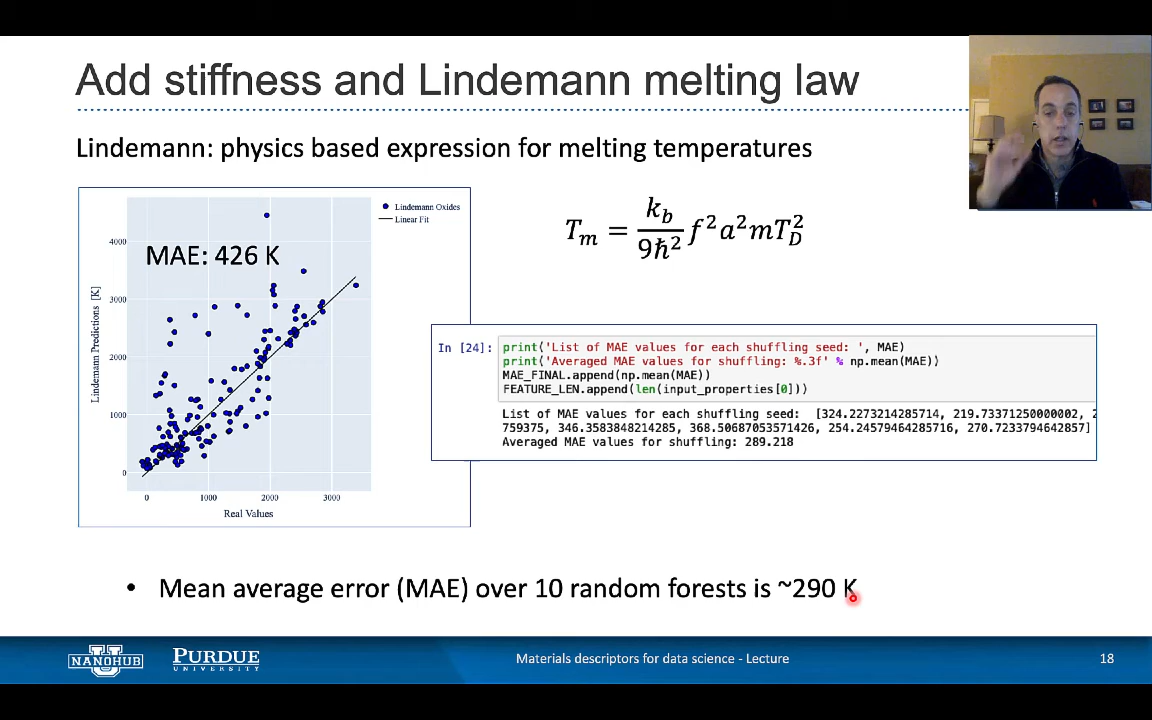 Add stiffness and Lindemann melting law
Lindemann: physics based expression for melting temperatures
Lindemann Oxides
Linear Fit
MAE: 426 K
4000
3000
2000
1000
0
Lindemann Predictions [K]
0 1000 2000 3000
Real Values
T_m = k_b / 9ħ² f²a²mT_D²
In [24]:
print('List of MAE values for each shuffling seed: ', MAE)
print('Averaged MAE values for shuffling: %.3f' % np.mean(MAE))
MAE_FINAL.append(np.mean(MAE))
FEATURE_LEN.append(len(input_properties[0]))
List of MAE values for each shuffling seed: [324.2273214285714, 219.73371250000002, 2
759375, 346.3583848214285, 368.50687053571426, 254.24579464285716, 270.7233794642857]
Averaged MAE values for shuffling: 289.218
• Mean average error (MAE) over 10 random forests is ~290 K
NANOHUB
PURDUE
UNIVERSITY
Materials descriptors for data science - Lecture
18